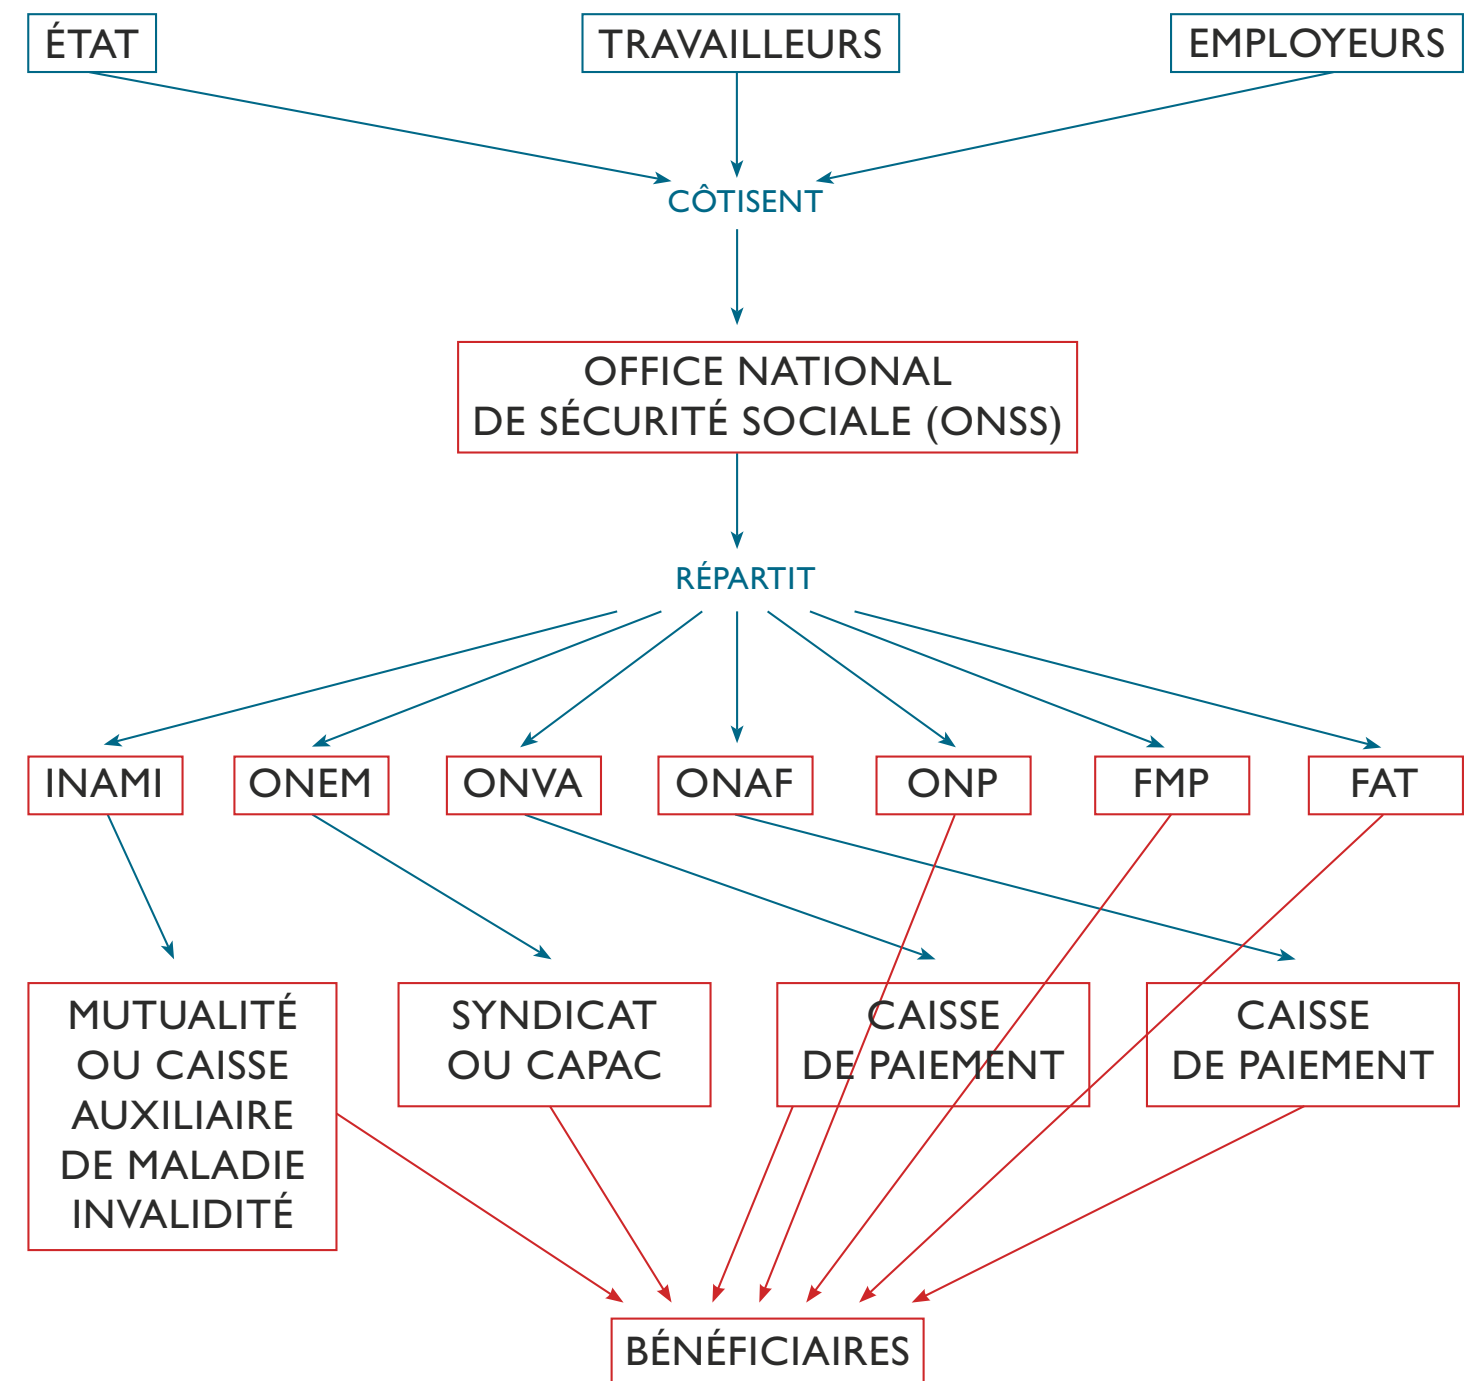 ÉTAT
TRAVAILLEURS
EMPLOYEURS
CÔTISENT
OFFICE NATIONAL
DE SÉCURITÉ SOCIALE (ONSS)
RÉPARTIT
INAMI
ONEM
ONVA
ONAF
ONP
FMP
FAT
MUTUALITÉ
OU CAISSE
AUXILIAIRE
DE MALADIE
INVALIDITÉ
SYNDICAT
OU CAPAC
CAISSE
DE PAIEMENT
CAISSE
DE PAIEMENT
BÉNÉFICIAIRES